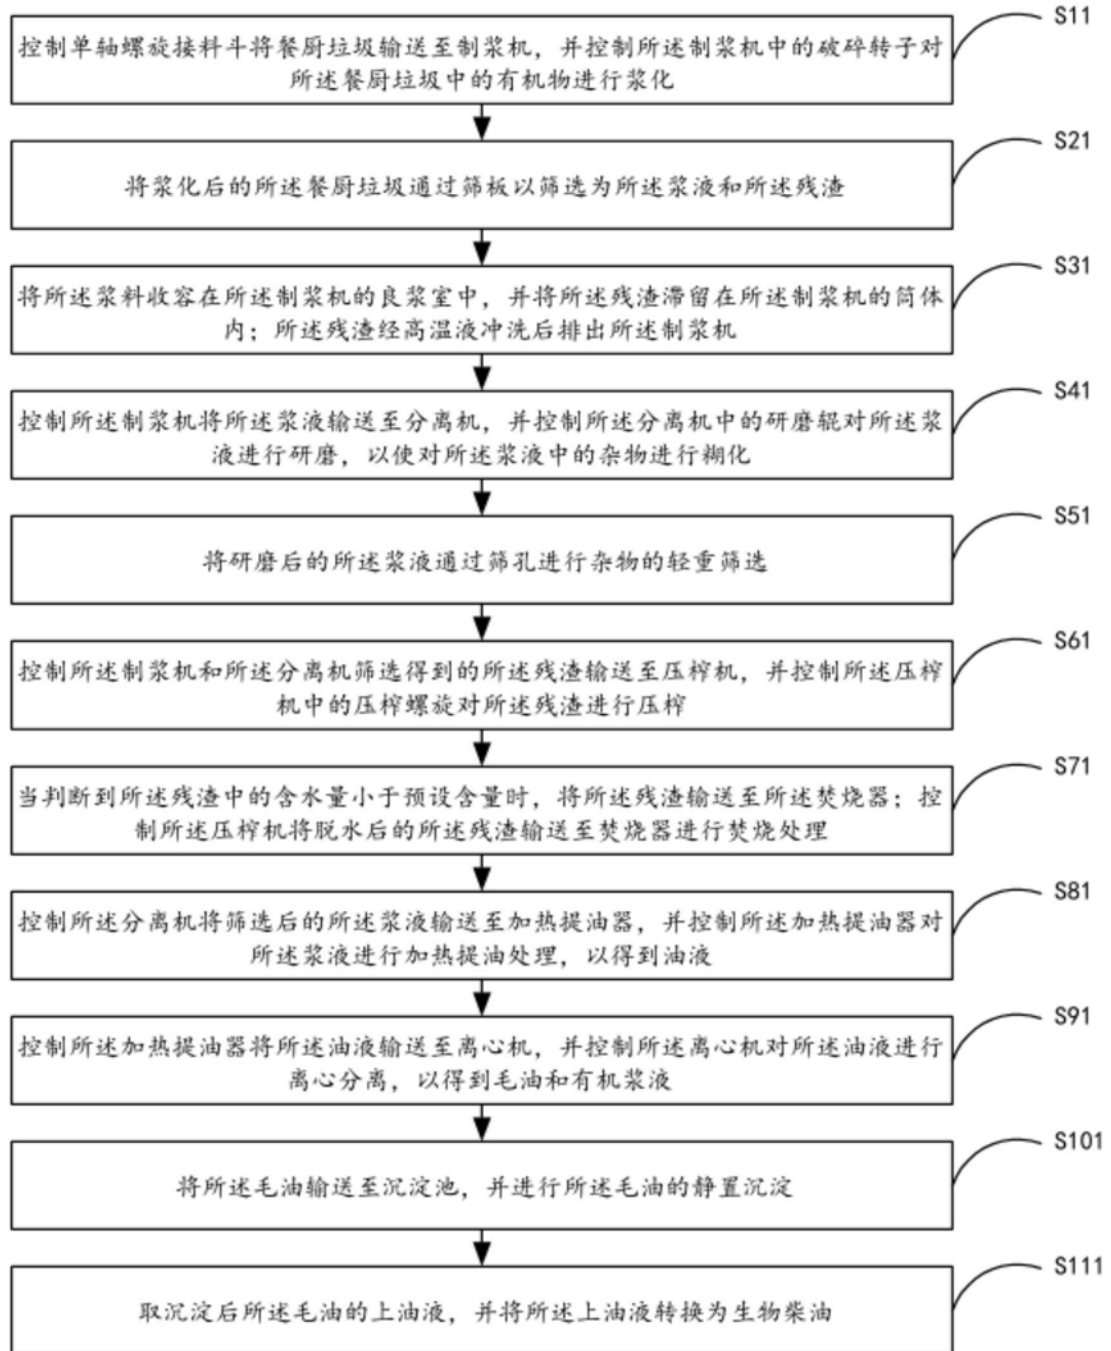 S11
控制单轴螺旋接料斗将餐厨垃圾输送至制浆机，并控制所述制浆机中的破碎转子对
所述餐厨垃圾中的有机物进行浆化
S21
将浆化后的所述餐厨垃圾通过筛板以筛选为所述浆液和所述残渣
S31
将所述浆料收容在所述制浆机的良浆室中，并将所述残渣滞留在所述制浆机的筒体
内；所述残渣经高温液冲洗后排出所述制浆机
S41
控制所述制浆机将所述浆液输送至分离机，并控制所述分离机中的研磨辊对所述浆
液进行研磨，以使对所述浆液中的杂物进行糊化
S51
将研磨后的所述浆液通过筛孔进行杂物的轻重筛选
S61
控制所述制浆机和所述分离机筛选得到的所述残渣输送至压榨机，并控制所述压榨
机中的压榨螺旋对所述残渣进行压榨
S71
当判断到所述残渣中的含水量小于预设含量时，将所述残渣输送至所述焚烧器；控
制所述压榨机将脱水后的所述残渣输送至焚烧器进行焚烧处理
S81
控制所述分离机将筛选后的所述浆液输送至加热提油器，并控制所述加热提油器对
所述浆液进行加热提油处理，以得到油液
S91
控制所述加热提油器将所述油液输送至离心机，并控制所述离心机对所述油液进行
离心分离，以得到毛油和有机浆液
S101
将所述毛油输送至沉淀池，并进行所述毛油的静置沉淀
S111
取沉淀后所述毛油的上油液，并将所述上油液转换为生物柴油